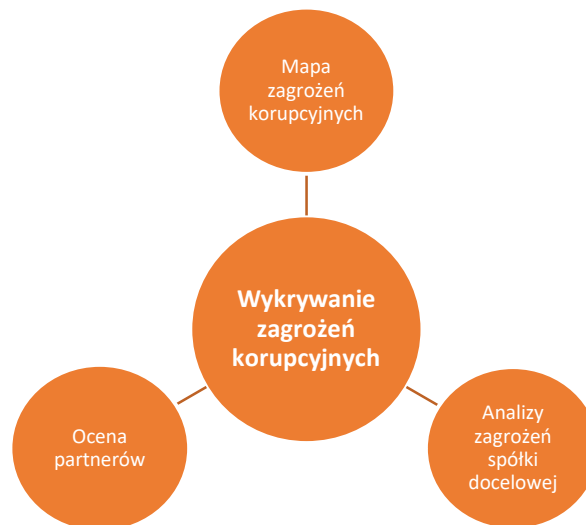 Mapa
zagrożeń
korupcyjnych
Wykrywanie
zagrożeń
korupcyjnych
Ocena
partnerów
Analizy
zagrożeń
spółki
docelowej